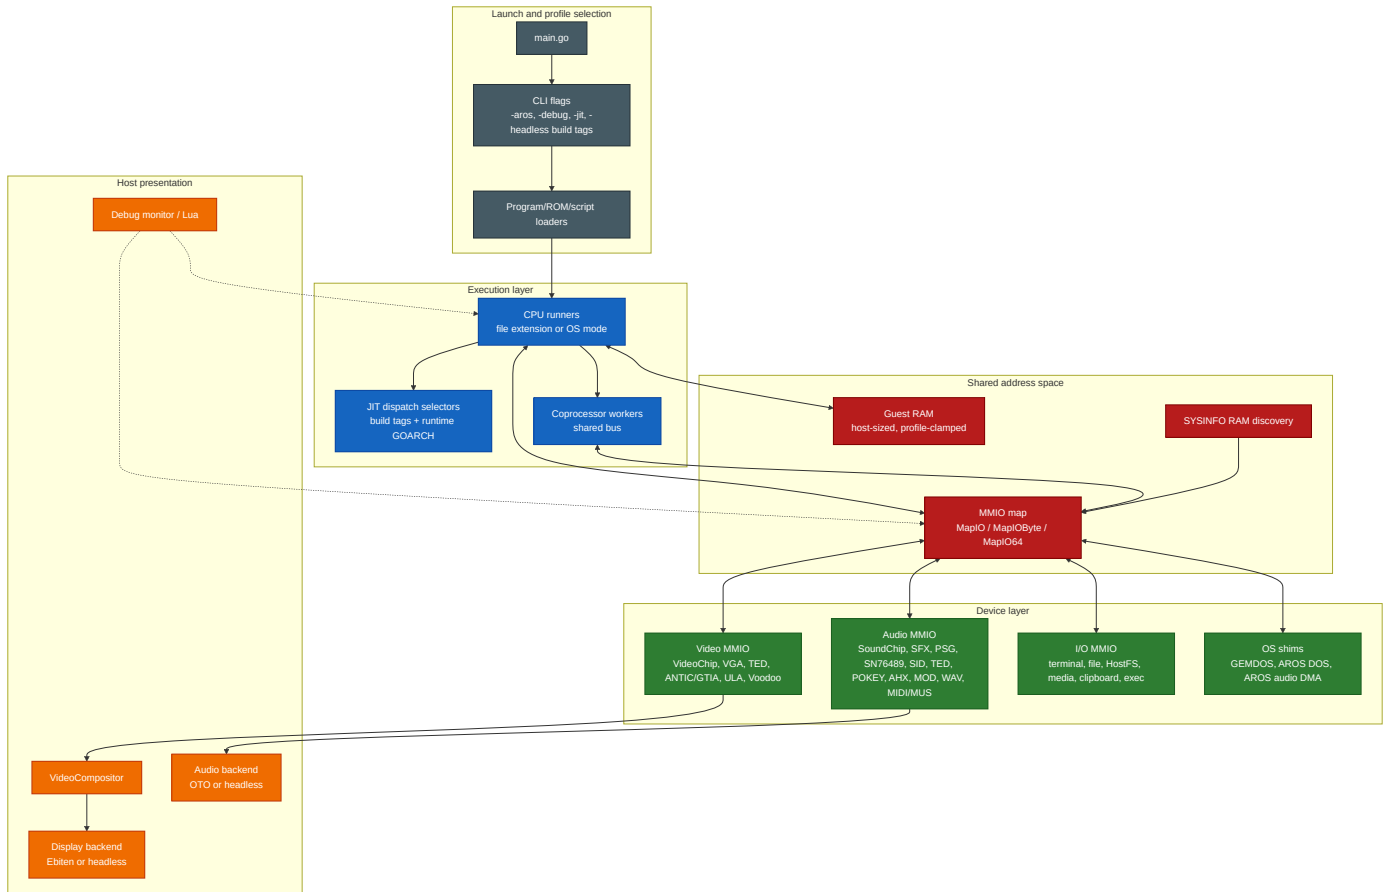 Launch and profile selection
main.go
CLI flags
-aros, -debug, -jit, -
headless build tags
Program/ROM/script
loaders
Host presentation
Debug monitor / Lua
Execution layer
CPU runners
file extension or OS mode
JIT dispatch selectors
build tags + runtime
GOARCH
Coprocessor workers
shared bus
Shared address space
Guest RAM
host-sized, profile-clamped
SYSINFO RAM discovery
MMIO map
MapIO / MapIOByte /
MapIO64
Device layer
Video MMIO
VideoChip, VGA, TED,
ANTIC/GTIA, ULA, Voodoo
Audio MMIO
SoundChip, SFX, PSG,
SN76489, SID, TED,
POKEY, AHX, MOD, WAV,
MIDI/MUS
I/O MMIO
terminal, file, HostFS,
media, clipboard, exec
OS shims
GEMDOS, AROS DOS,
AROS audio DMA
VideoCompositor
Audio backend
OTO or headless
Display backend
Ebiten or headless